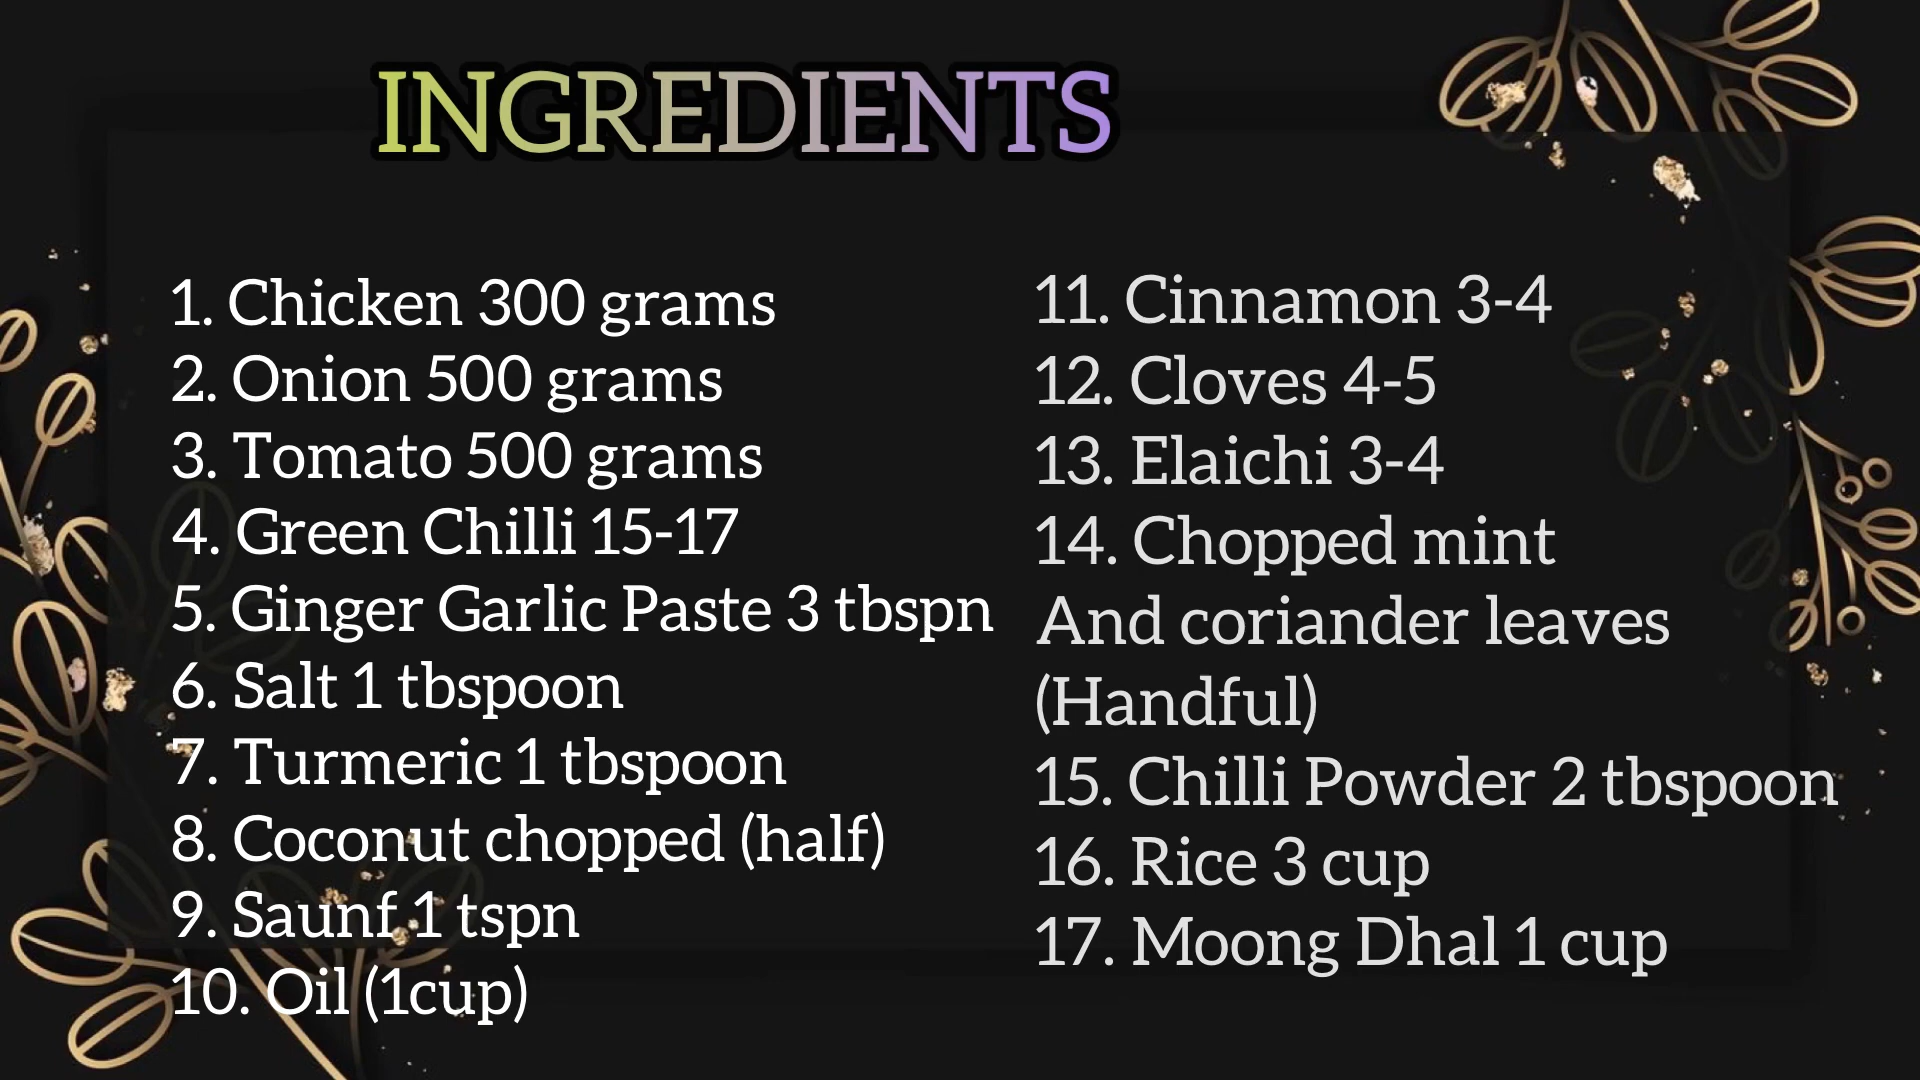 INGREDIENTS
1. Chicken 300 grams
2. Onion 500 grams
3. Tomato 500 grams
4. Green Chilli 15-17
5. Ginger Garlic Paste 3 tbspn
6. Salt 1 tbspoon
7. Turmeric 1 tbspoon
8. Coconut chopped (half)
9. Saunf 1 tspn
10. Oil (1cup)
11. Cinnamon 3-4
12. Cloves 4-5
13. Elaichi 3-4
14. Chopped mint
And coriander leaves
(Handful)
15. Chilli Powder 2 tbspoon
16. Rice 3 cup
17. Moong Dhal 1 cup